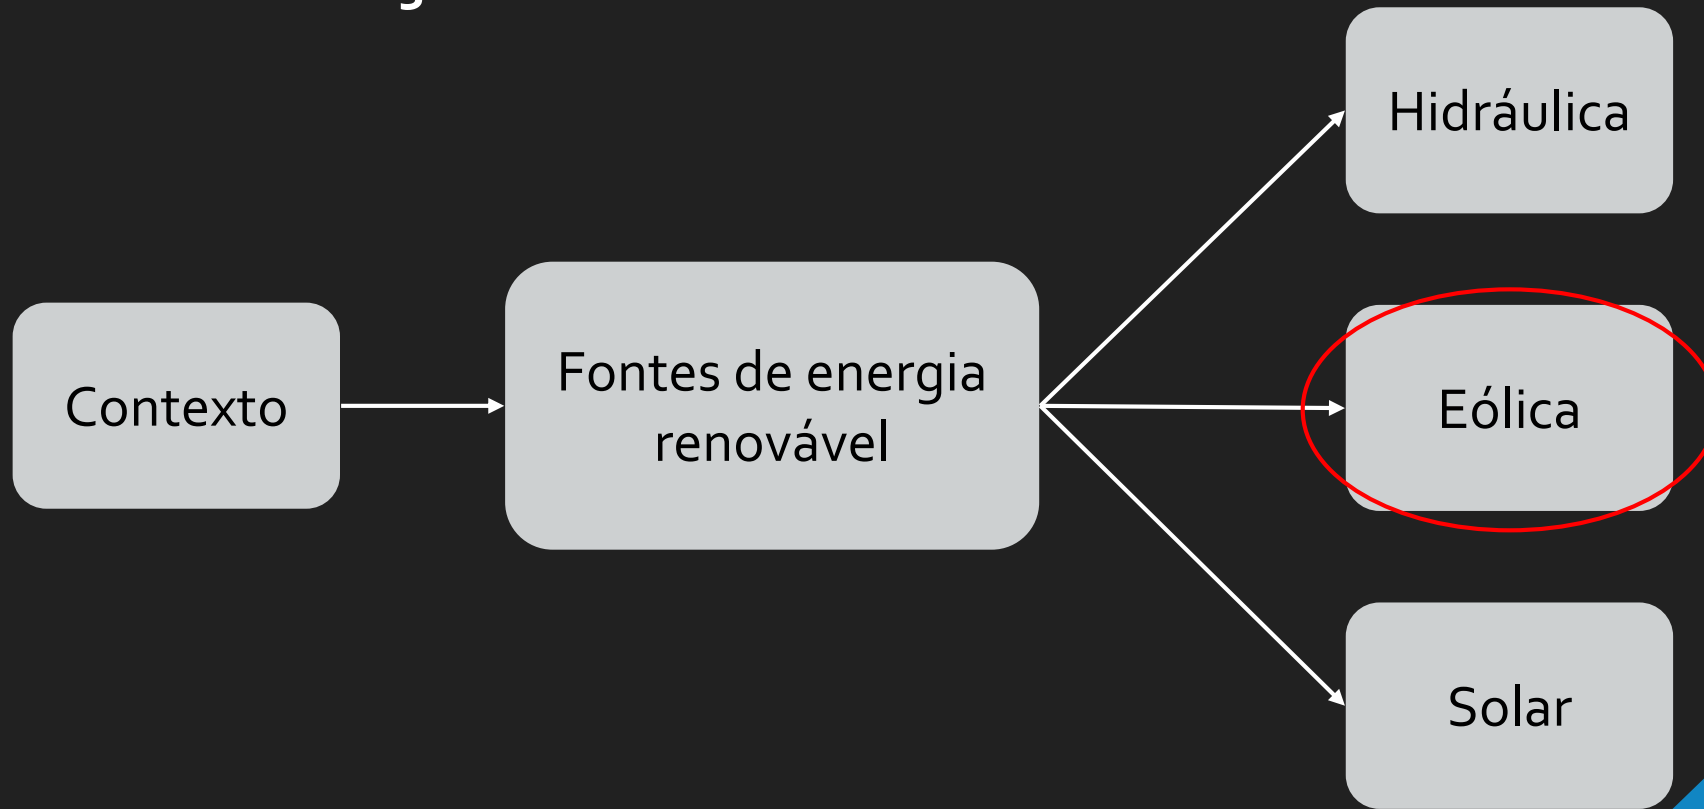 Hidráulica
Contexto
Fontes de energia
renovável
Eólica
Solar